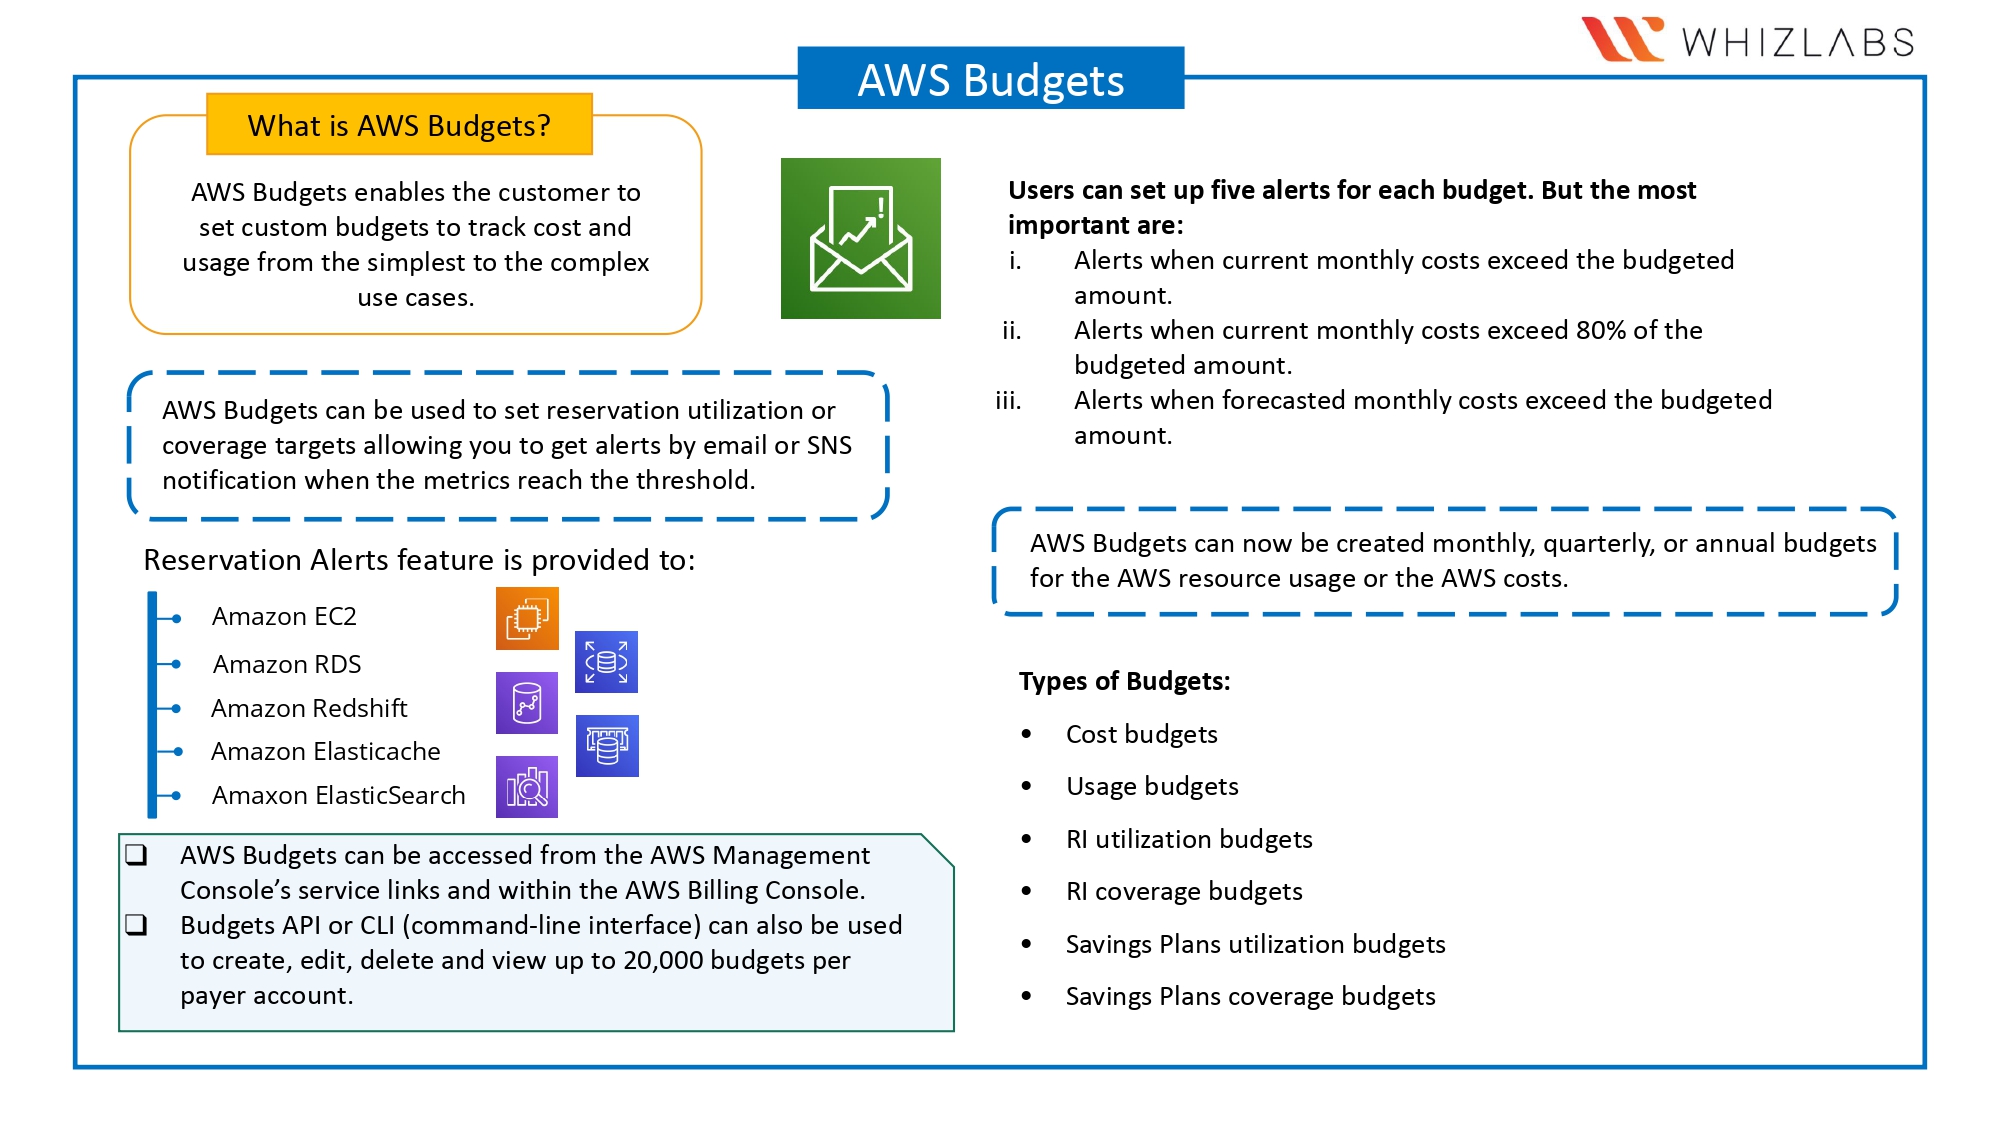 WHIZLABS
AWS Budgets
What is AWS Budgets?
AWS Budgets enables the customer to
set custom budgets to track cost and
usage from the simplest to the complex
use cases.
AWS Budgets can be used to set reservation utilization or
coverage targets allowing you to get alerts by email or SNS
notification when the metrics reach the threshold.
Reservation Alerts feature is provided to:
Amazon EC2
Amazon RDS
Amazon Redshift
Amazon Elasticache
Amaxon ElasticSearch
❑ AWS Budgets can be accessed from the AWS Management
Console’s service links and within the AWS Billing Console.
❑ Budgets API or CLI (command-line interface) can also be used
to create, edit, delete and view up to 20,000 budgets per
payer account.
Users can set up five alerts for each budget. But the most
important are:
i. Alerts when current monthly costs exceed the budgeted
amount.
ii. Alerts when current monthly costs exceed 80% of the
budgeted amount.
iii. Alerts when forecasted monthly costs exceed the budgeted
amount.
AWS Budgets can now be created monthly, quarterly, or annual budgets
for the AWS resource usage or the AWS costs.
Types of Budgets:
• Cost budgets
• Usage budgets
• RI utilization budgets
• RI coverage budgets
• Savings Plans utilization budgets
• Savings Plans coverage budgets